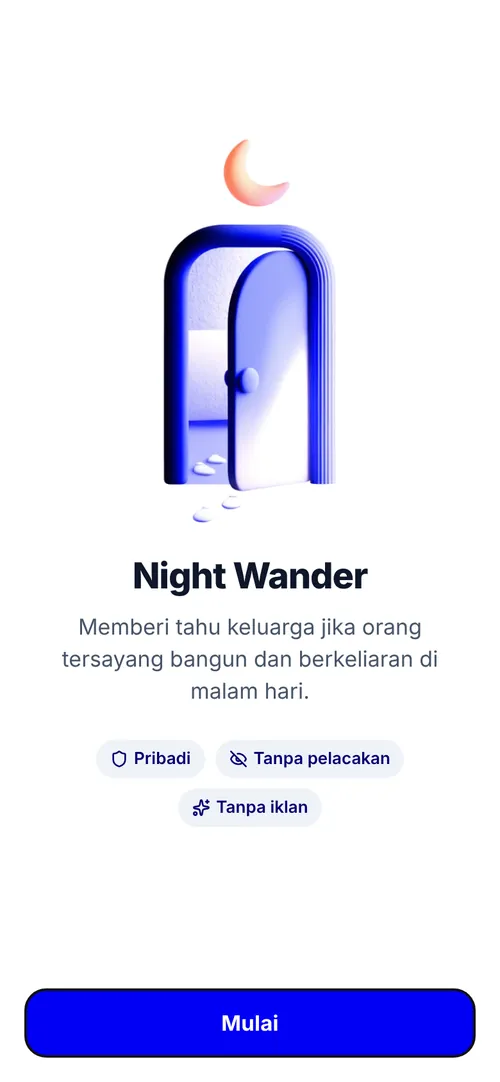 Night Wander
Memberi tahu keluarga jika orang
tersayang bangun dan berkeliaran di
malam hari.
Pribadi
Tanpa pelacakan
Tanpa iklan
Mulai